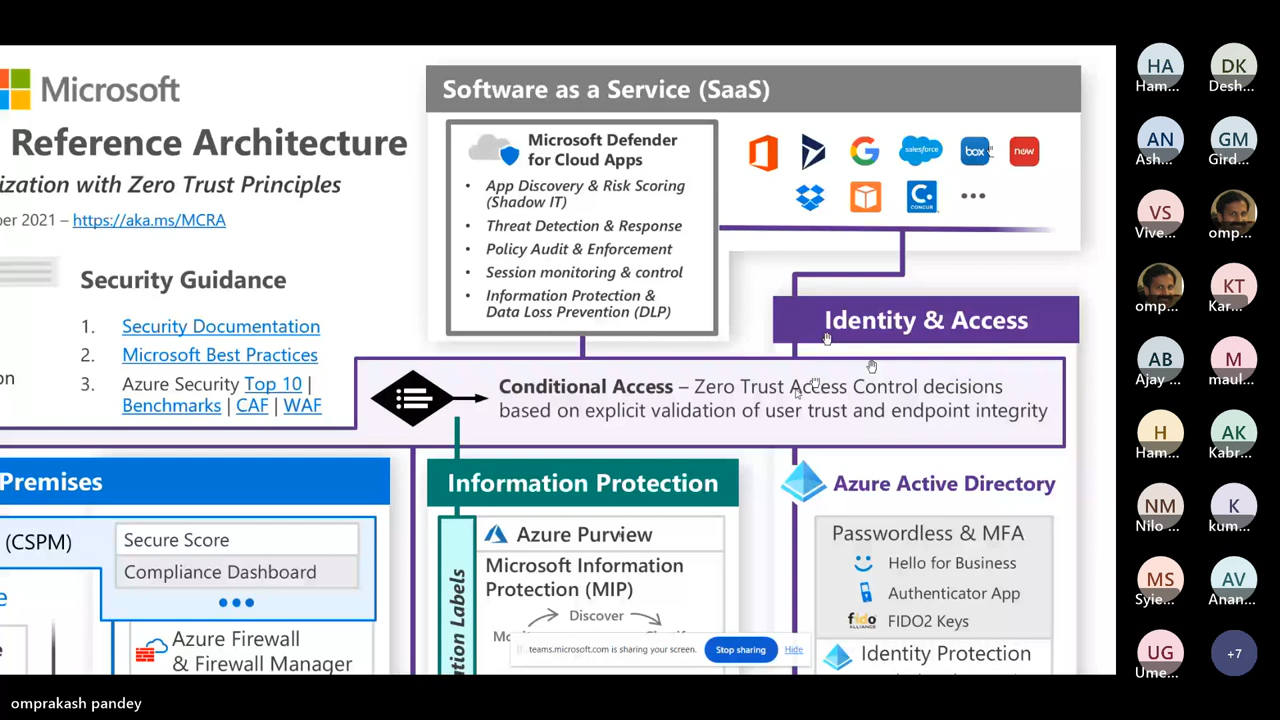 Microsoft
Reference Architecture
ization with Zero Trust Principles
ber 2021 – https://aka.ms/MCRA
Security Guidance
1. Security Documentation
2. Microsoft Best Practices
3. Azure Security Top 10 |
Benchmarks | CAF | WAF
on
Software as a Service (SaaS)
Microsoft Defender
for Cloud Apps
• App Discovery & Risk Scoring
(Shadow IT)
• Threat Detection & Response
• Policy Audit & Enforcement
• Session monitoring & control
• Information Protection &
Data Loss Prevention (DLP)
salesforce
box
now
CONCUR
Identity & Access
Conditional Access – Zero Trust Access Control decisions
based on explicit validation of user trust and endpoint integrity
Premises
(CSPM)
Secure Score
Compliance Dashboard
e
Azure Firewall
& Firewall Manager
Information Protection
Azure Purview
Microsoft Information
Protection (MIP)
Discover
ation Labels
Azure Active Directory
Passwordless & MFA
Hello for Business
Authenticator App
fido
ALLIANCE
FIDO2 Keys
Identity Protection
teams.microsoft.com is sharing your screen.
Stop sharing
Hide
HA
Ham...
DK
Desh...
AN
Ash...
GM
Gird...
VS
Vive...
omp...
omp...
KT
Kar...
AB
Ajay ...
M
maul...
H
Ham...
AK
Kabr...
NM
Nilo ...
K
kum...
MS
Syie...
AV
Anan...
UG
Ume...
+7
omprakash pandey